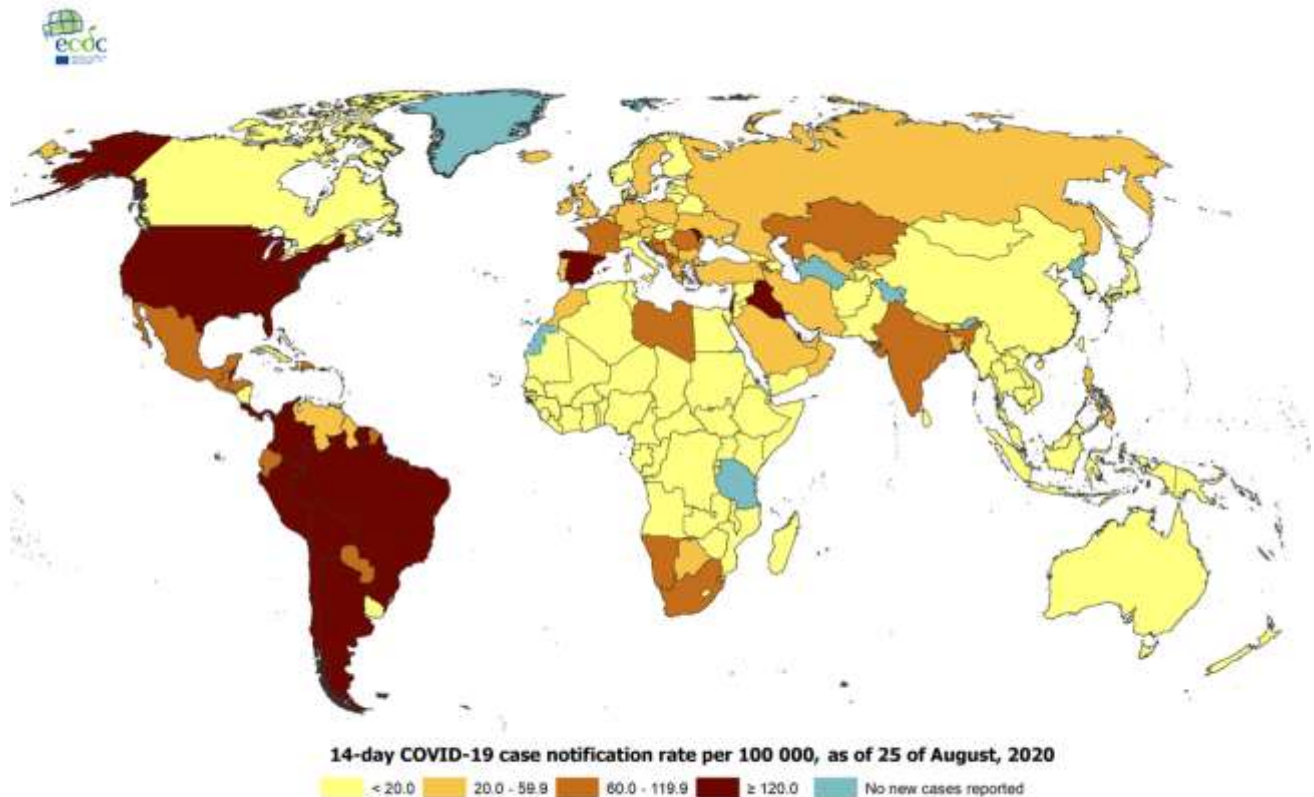 ecdc
14-day COVID-19 case notification rate per 100 000, as of 25 of August, 2020
< 20.0 20.0 - 59.9 60.0 - 119.9 ≥ 120.0 No new cases reported